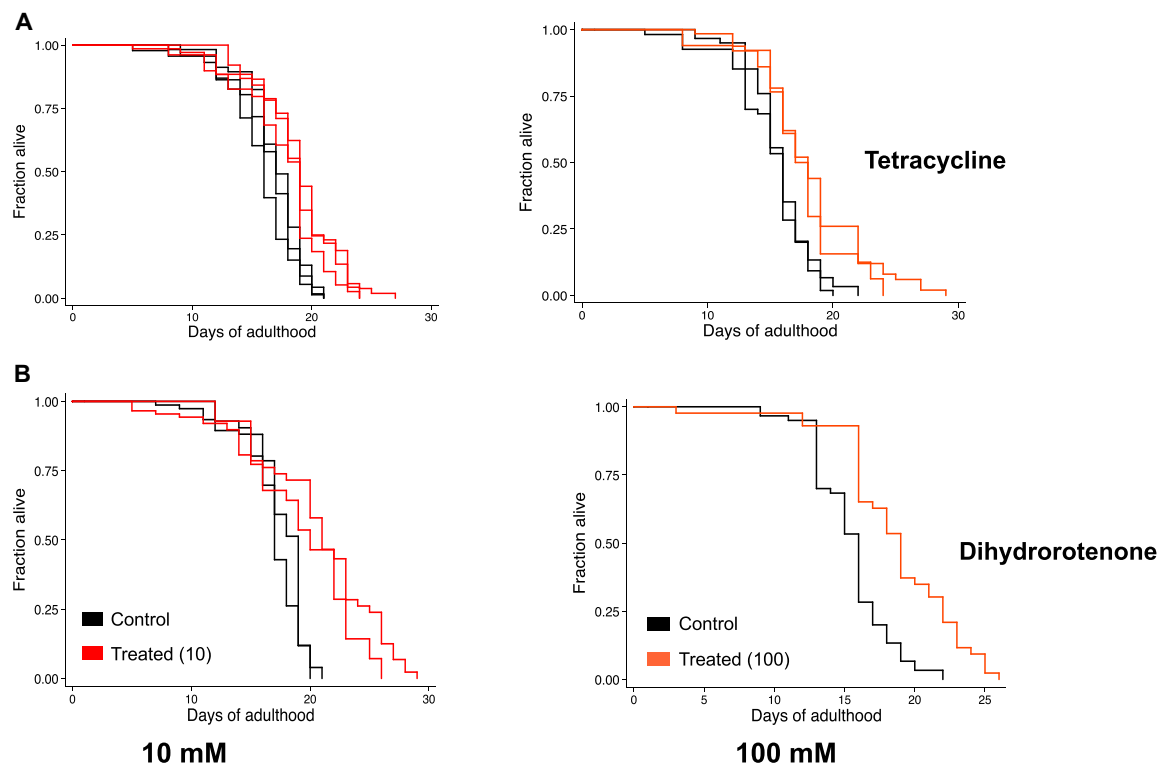 A
1.00
0.75
0.50
0.25
0.00
Fraction alive
0
10
20
30
Days of adulthood
1.00
0.75
0.50
0.25
0.00
Fraction alive
0
10
20
30
Days of adulthood
Tetracycline
B
1.00
0.75
0.50
0.25
0.00
Fraction alive
Control
Treated (10)
0
10
20
30
Days of adulthood
10 mM
1.00
0.75
0.50
0.25
0.00
Fraction alive
Control
Treated (100)
0
5
10
15
20
25
Days of adulthood
Dihydrorotenone
100 mM